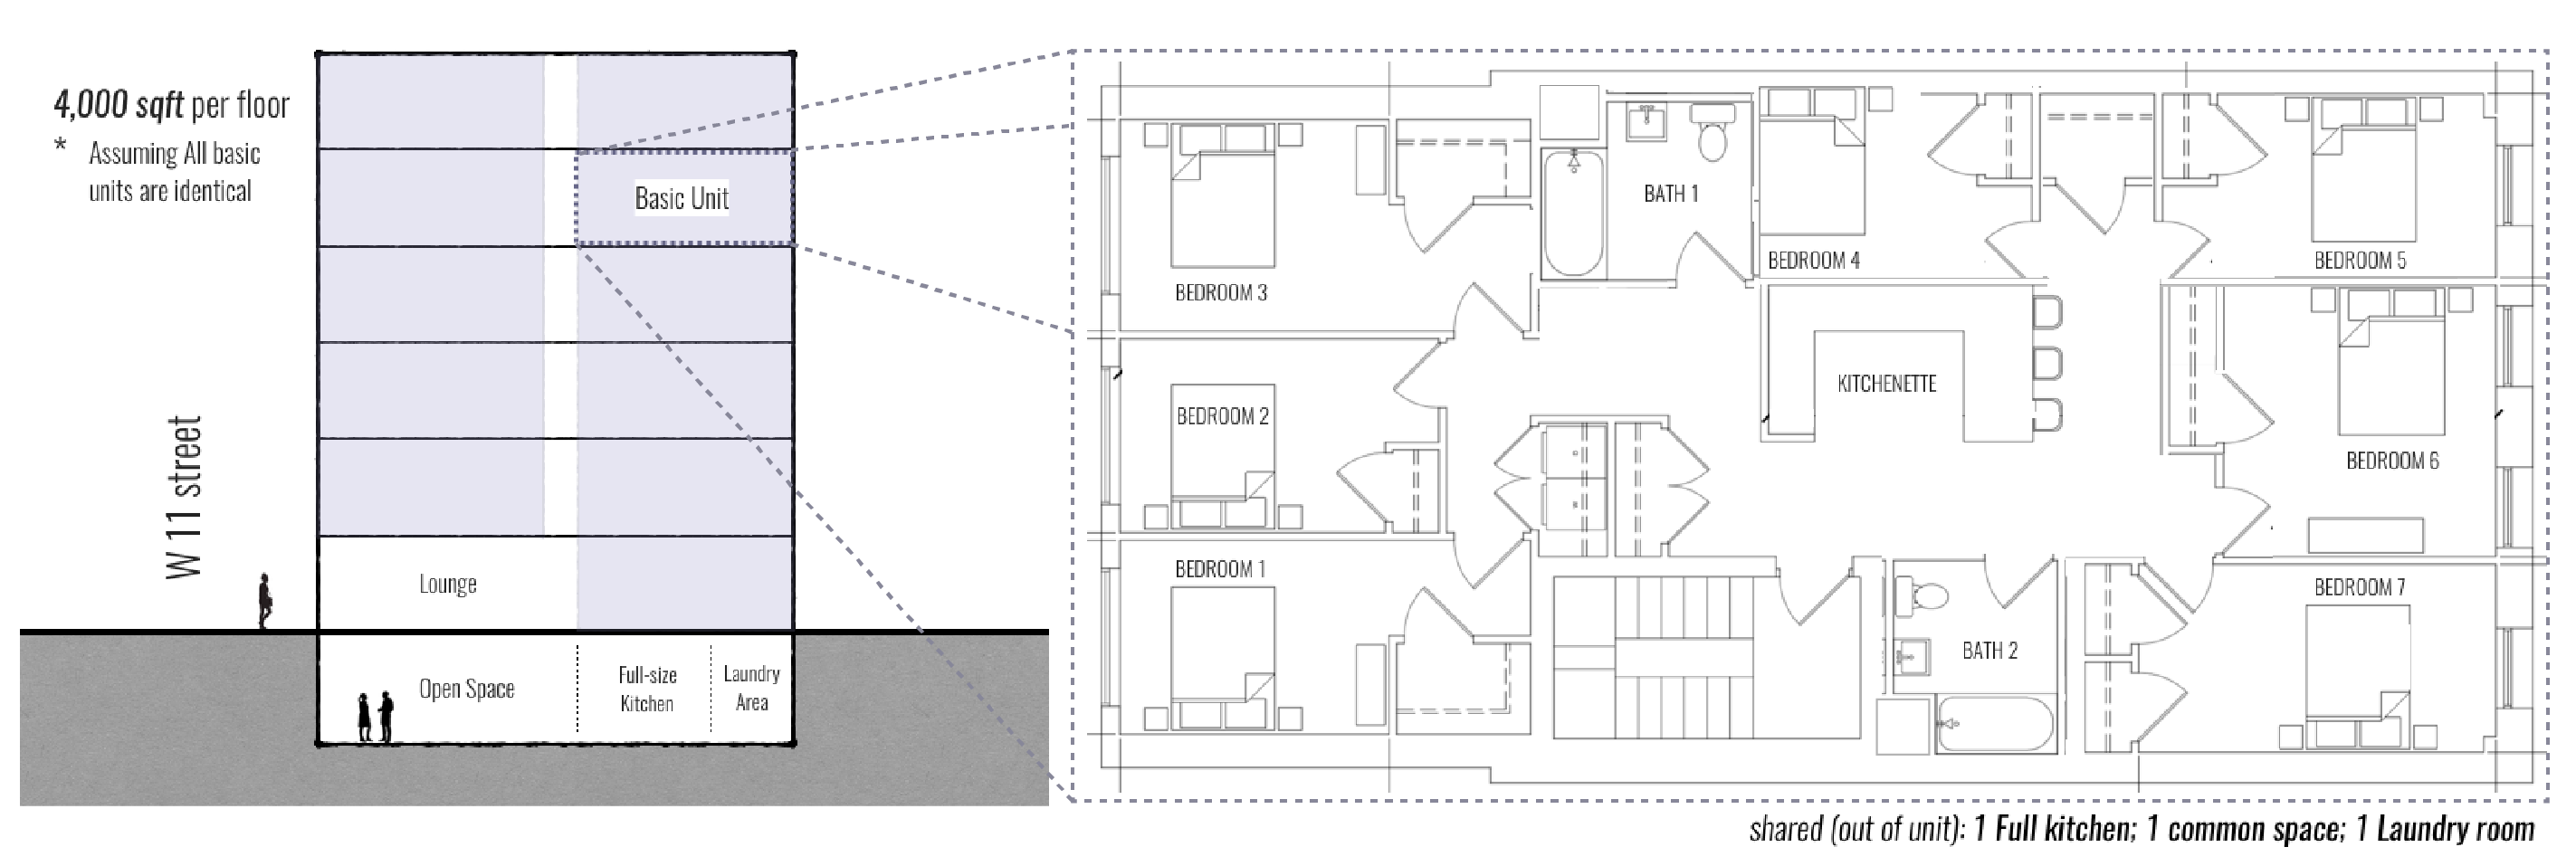 4,000 sqft per floor
* Assuming All basic
units are identical
W 11 street
Basic Unit
Lounge
Open Space
Full-size
Kitchen
Laundry
Area
BEDROOM 3
BATH 1
BEDROOM 4
BEDROOM 5
BEDROOM 2
KITCHENETTE
BEDROOM 6
BEDROOM 1
BEDROOM 7
BATH 2
shared (out of unit): 1 Full kitchen; 1 common space; 1 Laundry room